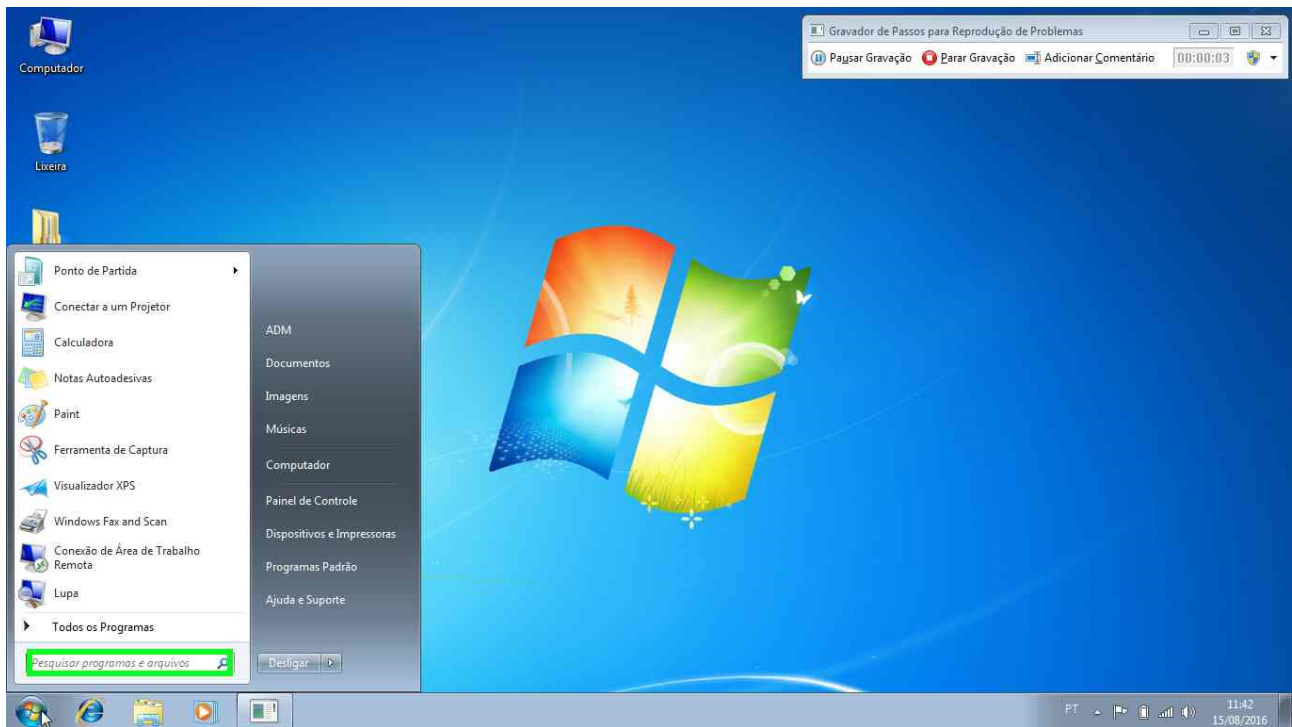 Computador
Lixeira
Gravador de Passos para Reprodução de Problemas
Pausar Gravação Parar Gravação Adicionar Comentário 00:00:03
Ponto de Partida
Conectar a um Projetor
Calculadora
Notas Autoadesivas
Paint
Ferramenta de Captura
Visualizador XPS
Windows Fax and Scan
Conexão de Área de Trabalho
Remota
Lupa
Todos os Programas
Pesquisar programas e arquivos
ADM
Documentos
Imagens
Músicas
Computador
Painel de Controle
Dispositivos e Impressoras
Programas Padrão
Ajuda e Suporte
Desligar
PT
11:42
15/08/2016